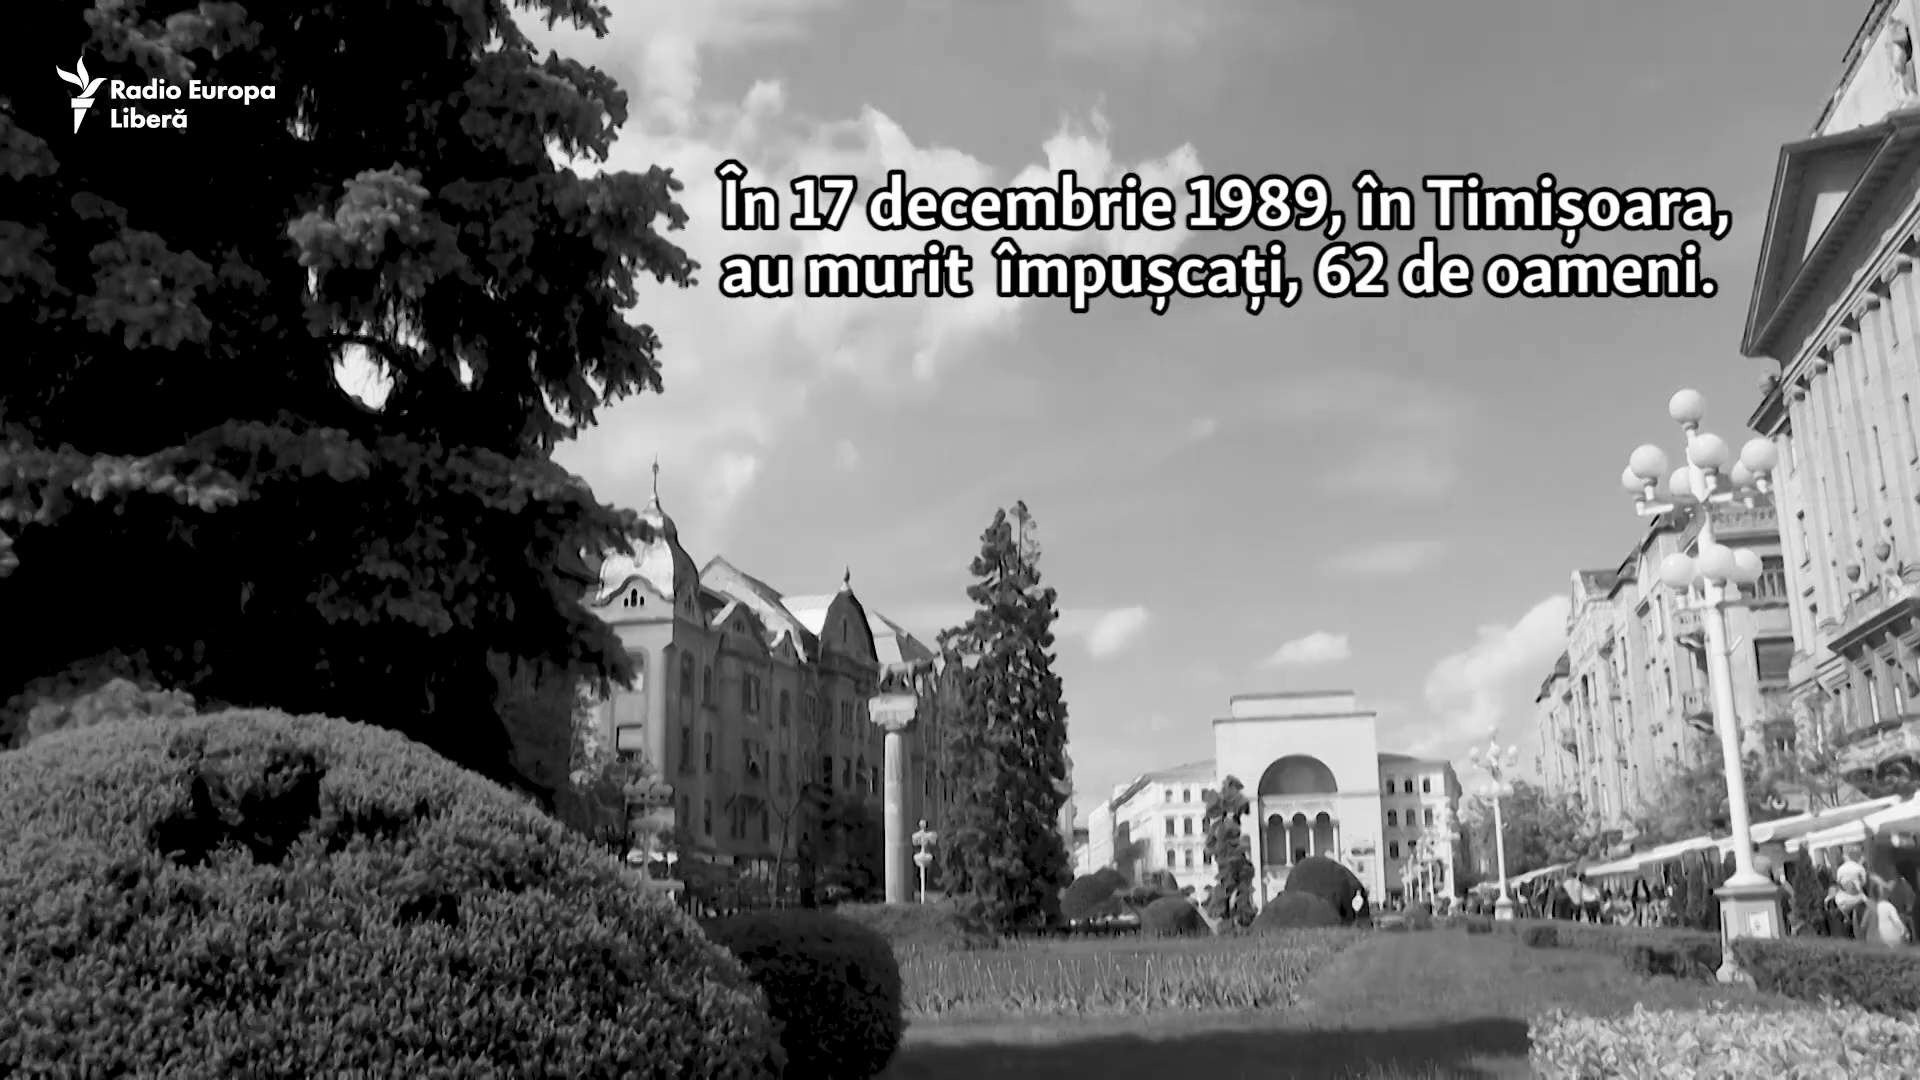 Radio Europa
Liberă
În 17 decembrie 1989, în Timișoara,
au murit  împușcați, 62 de oameni.